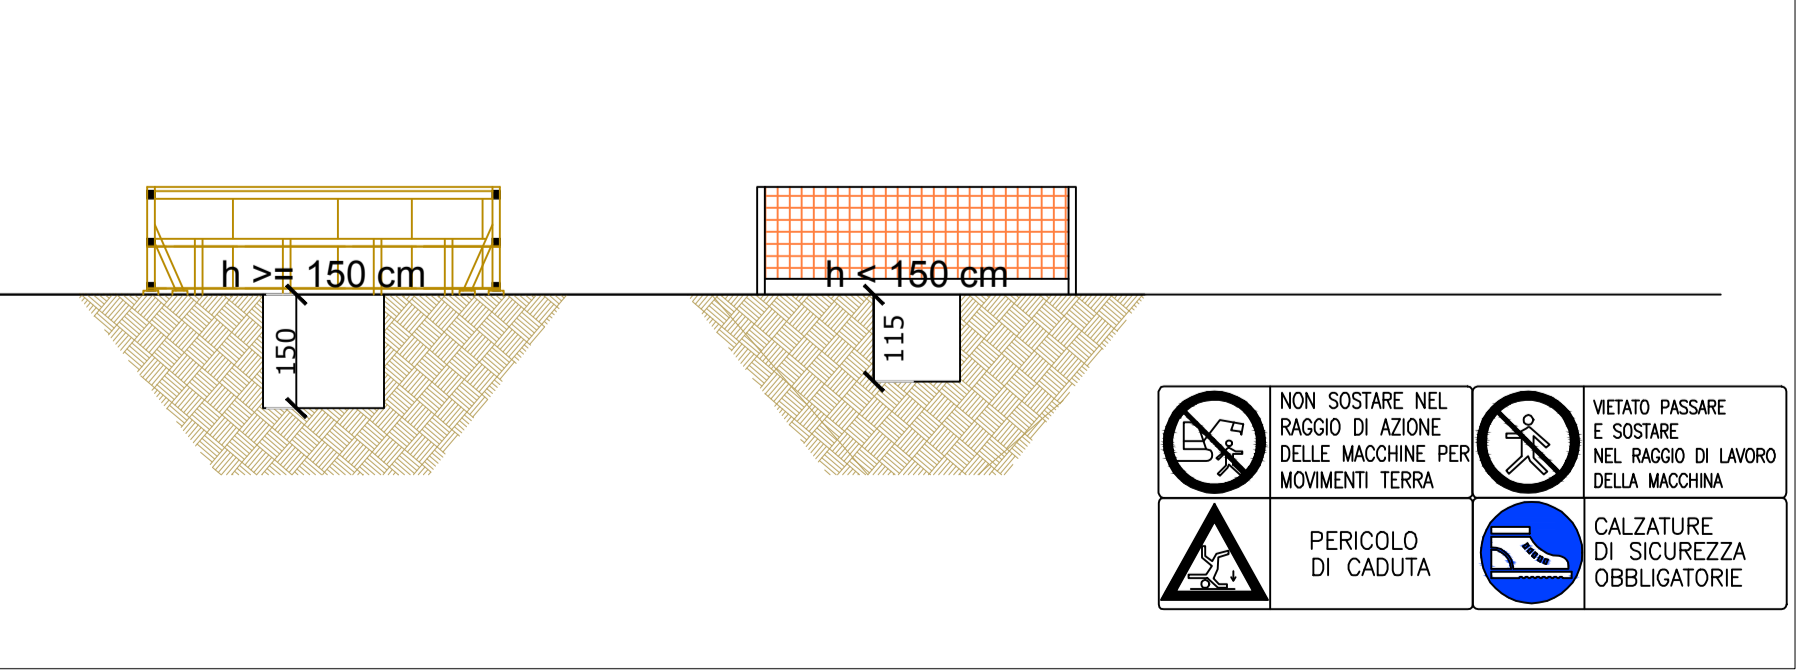 h >= 150 cm
150
h < 150 cm
115
NON SOSTARE NEL
RAGGIO DI AZIONE
DELLE MACCHINE PER
MOVIMENTI TERRA
VIETATO PASSARE
E SOSTARE
NEL RAGGIO DI LAVORO
DELLA MACCHINA
PERICOLO
DI CADUTA
CALZATURE
DI SICUREZZA
OBBLIGATORIE